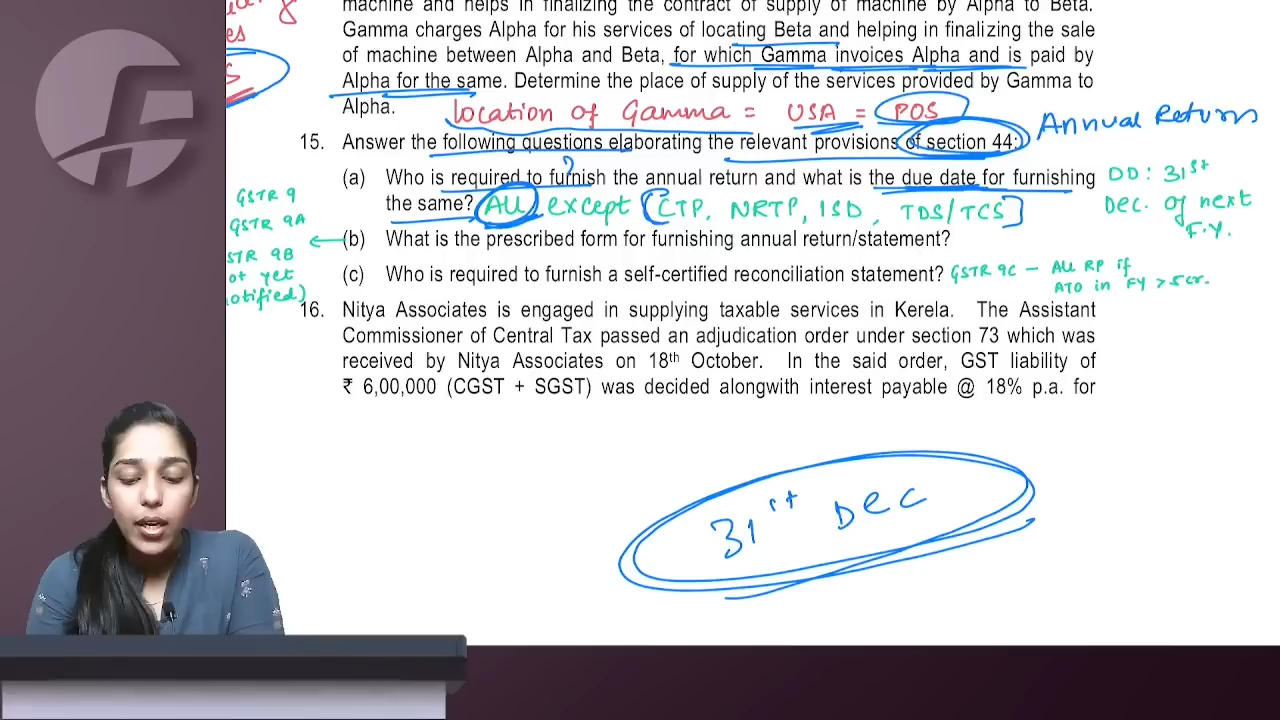 machine and helps in finalizing the contract of supply of machine by Alpha to Beta.
Gamma charges Alpha for his services of locating Beta and helping in finalizing the sale
of machine between Alpha and Beta, for which Gamma invoices Alpha and is paid by
Alpha for the same. Determine the place of supply of the services provided by Gamma to
Alpha.
location of Gamma = USA = POS
15. Answer the following questions elaborating the relevant provisions of section 44:
Annual Return
(a) Who is required to furnish the annual return and what is the due date for furnishing
the same? ALL except [CTP, NRTP, ISD, TDS/TCS]
?
DD: 31st
Dec. of next
F.Y.
(b) What is the prescribed form for furnishing annual return/statement?
GSTR 9
GSTR 9A
STR 9B
ot yet
otified)
(c) Who is required to furnish a self-certified reconciliation statement? GSTR 9C – ALL RP if
ATO in FY >5cr.
16. Nitya Associates is engaged in supplying taxable services in Kerela. The Assistant
Commissioner of Central Tax passed an adjudication order under section 73 which was
received by Nitya Associates on 18th October. In the said order, GST liability of
₹ 6,00,000 (CGST + SGST) was decided alongwith interest payable @ 18% p.a. for
31st Dec